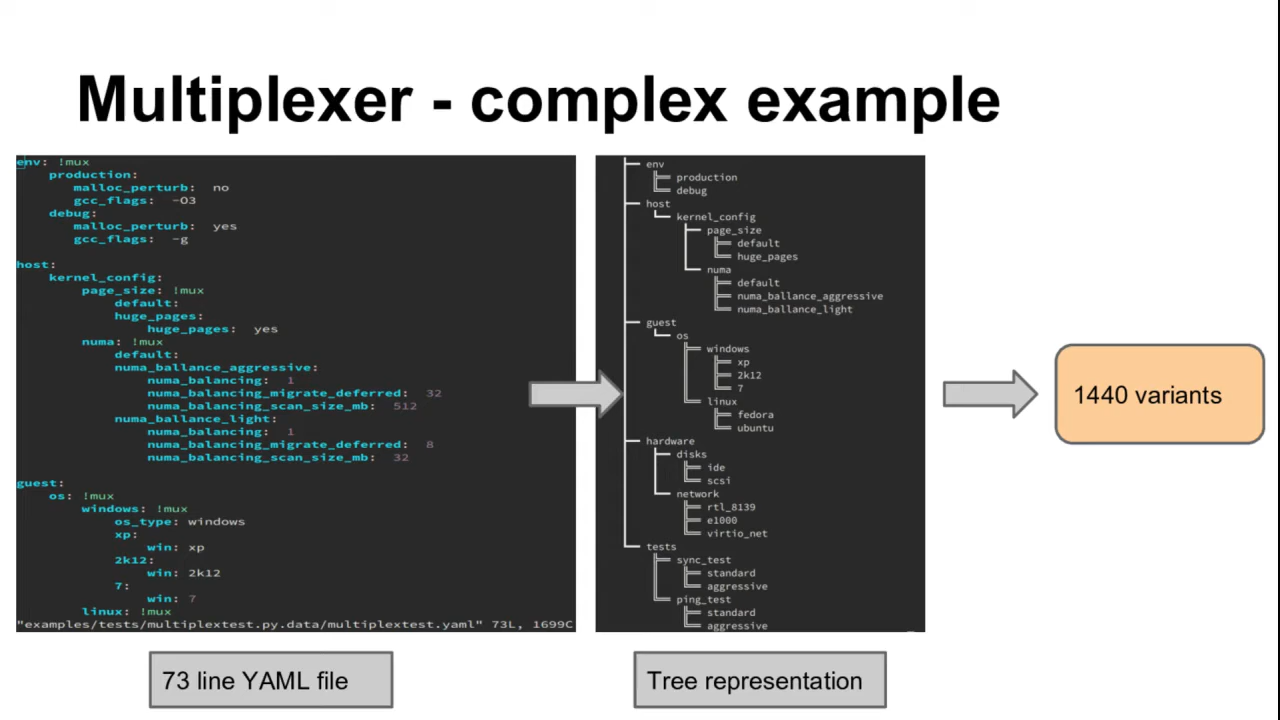 Multiplexer - complex example
env: !mux
production:
malloc_perturb: no
gcc_flags: -O3
debug:
malloc_perturb: yes
gcc_flags: -g
host:
kernel_config:
page_size: !mux
default:
huge_pages:
huge_pages: yes
numa: !mux
default:
numa_ballance_aggressive:
numa_balancing: 1
numa_balancing_migrate_deferred: 32
numa_balancing_scan_size_mb: 512
numa_ballance_light:
numa_balancing: 1
numa_balancing_migrate_deferred: 8
numa_balancing_scan_size_mb: 32
guest:
os: !mux
windows: !mux
os_type: windows
xp:
win: xp
2k12:
win: 2k12
7:
win: 7
linux: !mux
"examples/tests/multiplextest.py.data/multiplextest.yaml" 73L, 1699C
env
production
debug
host
kernel_config
page_size
default
huge_pages
numa
default
numa_ballance_aggressive
numa_ballance_light
guest
os
windows
xp
2k12
7
linux
fedora
ubuntu
hardware
disks
ide
scsi
network
rtl_8139
e1000
virtio_net
tests
sync_test
standard
aggressive
ping_test
standard
aggressive
1440 variants
73 line YAML file
Tree representation